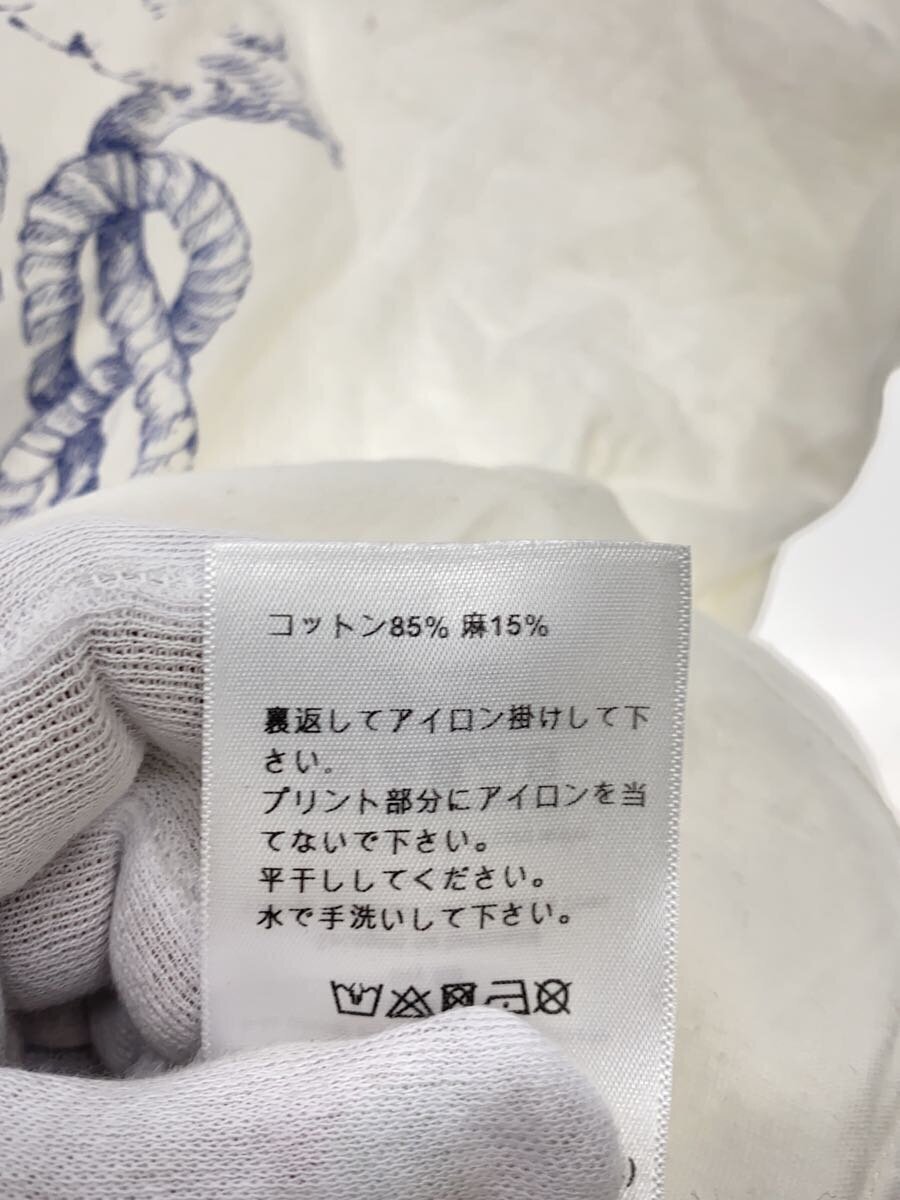 コットン85% 麻15%
裏返してアイロン掛けして下
さい。
プリント部分にアイロンを当
てないで下さい。
平干ししてください。
水で手洗いして下さい。
)